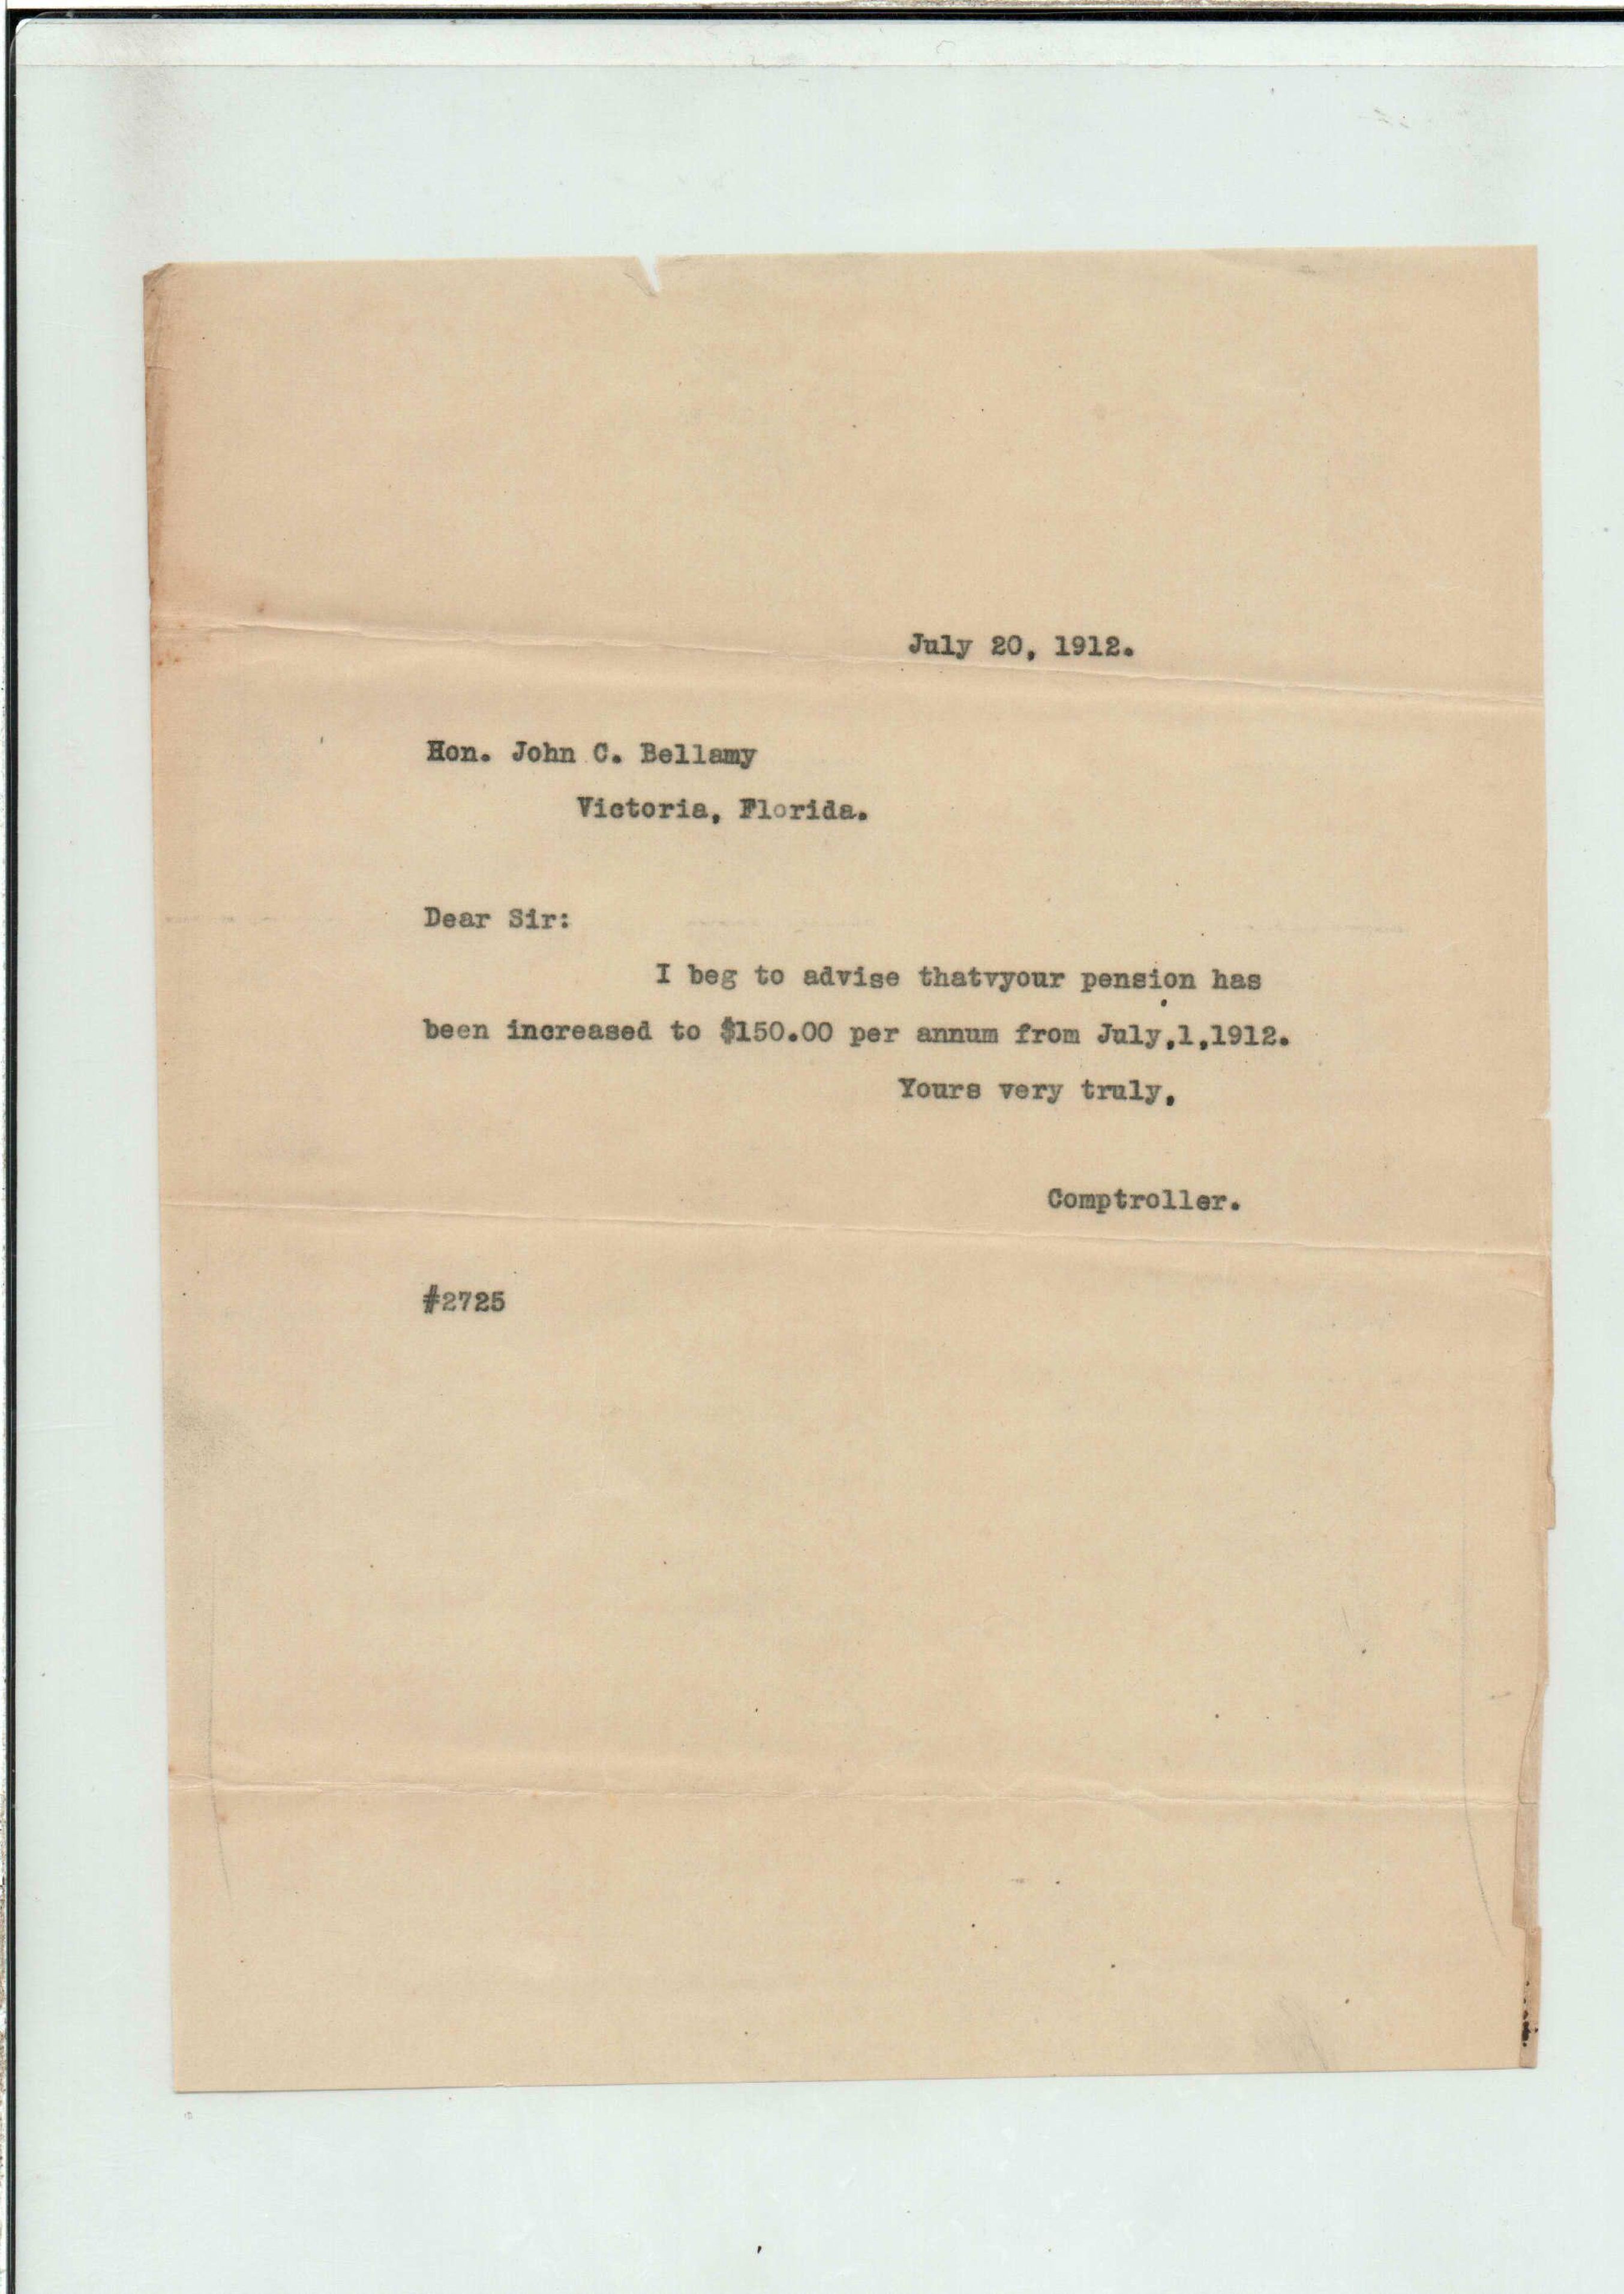 July 20, 1912.
Hon. John C. Bellamy
Victoria, Florida.
Dear Sir:
I beg to advise thatvyour pension has
been increased to $150.00 per annum from July,1,1912.
Yours very truly,
Comptroller.
#2725